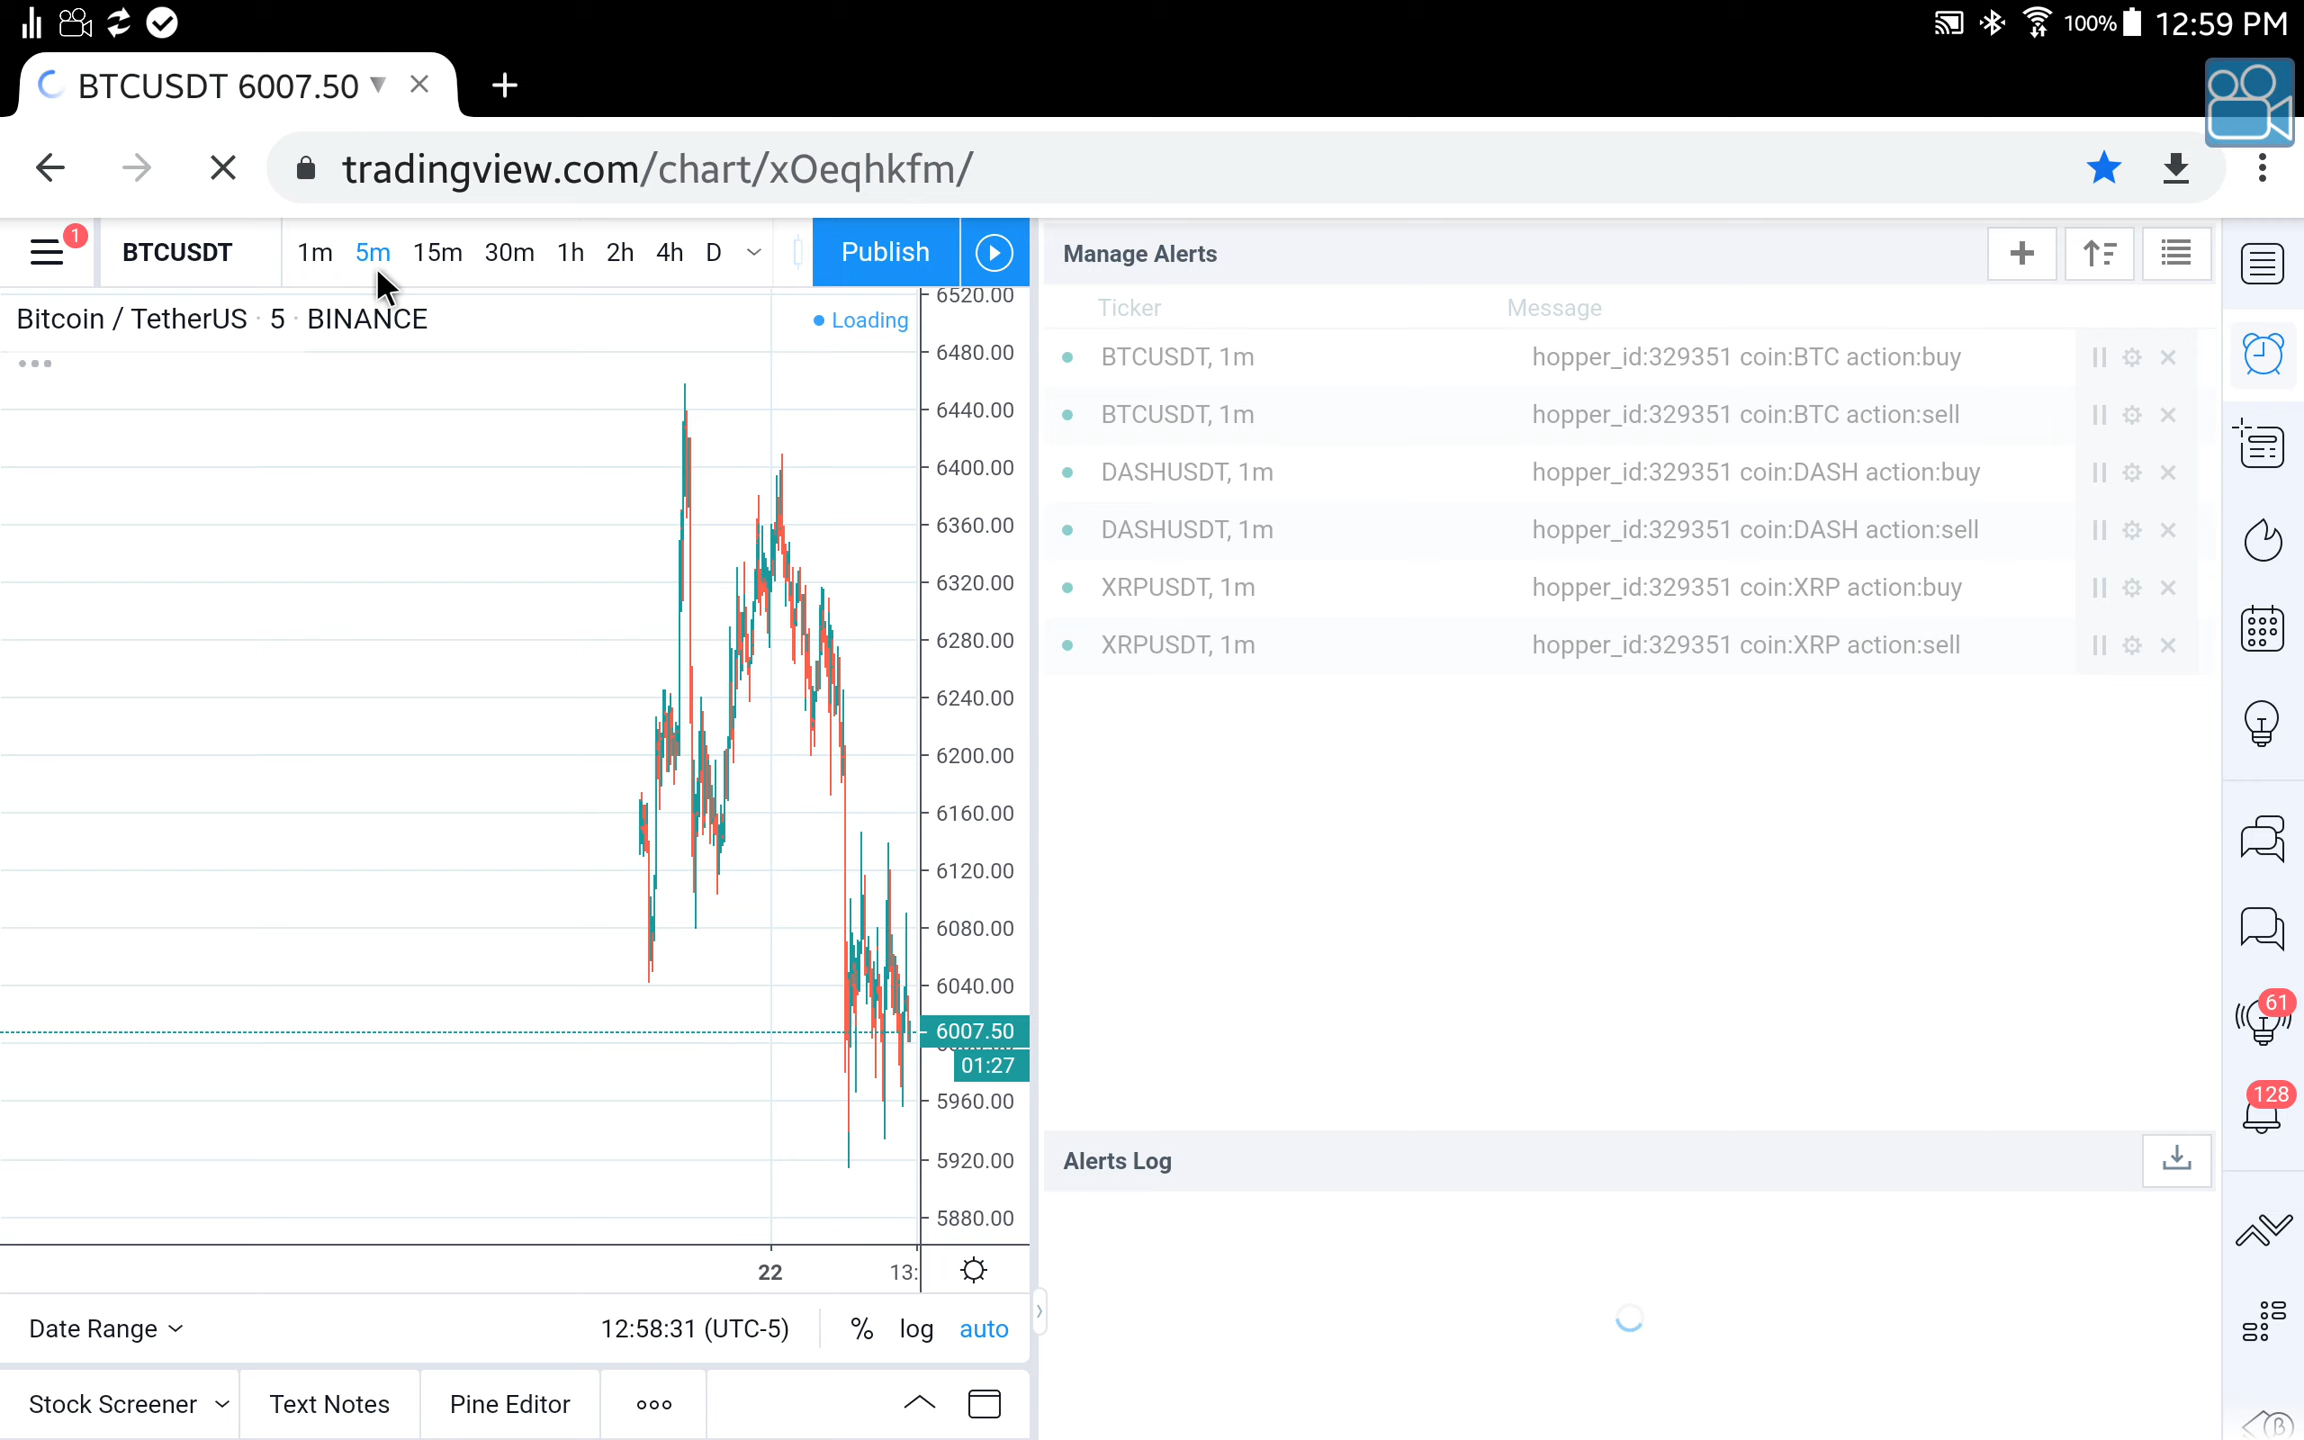 100% 12:59 PM
BTCUSDT 6007.50 ▼
tradingview.com/chart/xOeqhkfm/
1
BTCUSDT 1m 5m 15m 30m 1h 2h 4h D Publish
Bitcoin / TetherUS · 5 · BINANCE
Loading
6520.00
6480.00
6440.00
6400.00
6360.00
6320.00
6280.00
6240.00
6200.00
6160.00
6120.00
6080.00
6040.00
6007.50
01:27
5960.00
5920.00
5880.00
22 13:
Date Range 12:58:31 (UTC-5) % log auto
Stock Screener Text Notes Pine Editor
Manage Alerts
Ticker Message
BTCUSDT, 1m hopper_id:329351 coin:BTC action:buy
BTCUSDT, 1m hopper_id:329351 coin:BTC action:sell
DASHUSDT, 1m hopper_id:329351 coin:DASH action:buy
DASHUSDT, 1m hopper_id:329351 coin:DASH action:sell
XRPUSDT, 1m hopper_id:329351 coin:XRP action:buy
XRPUSDT, 1m hopper_id:329351 coin:XRP action:sell
Alerts Log
61
128